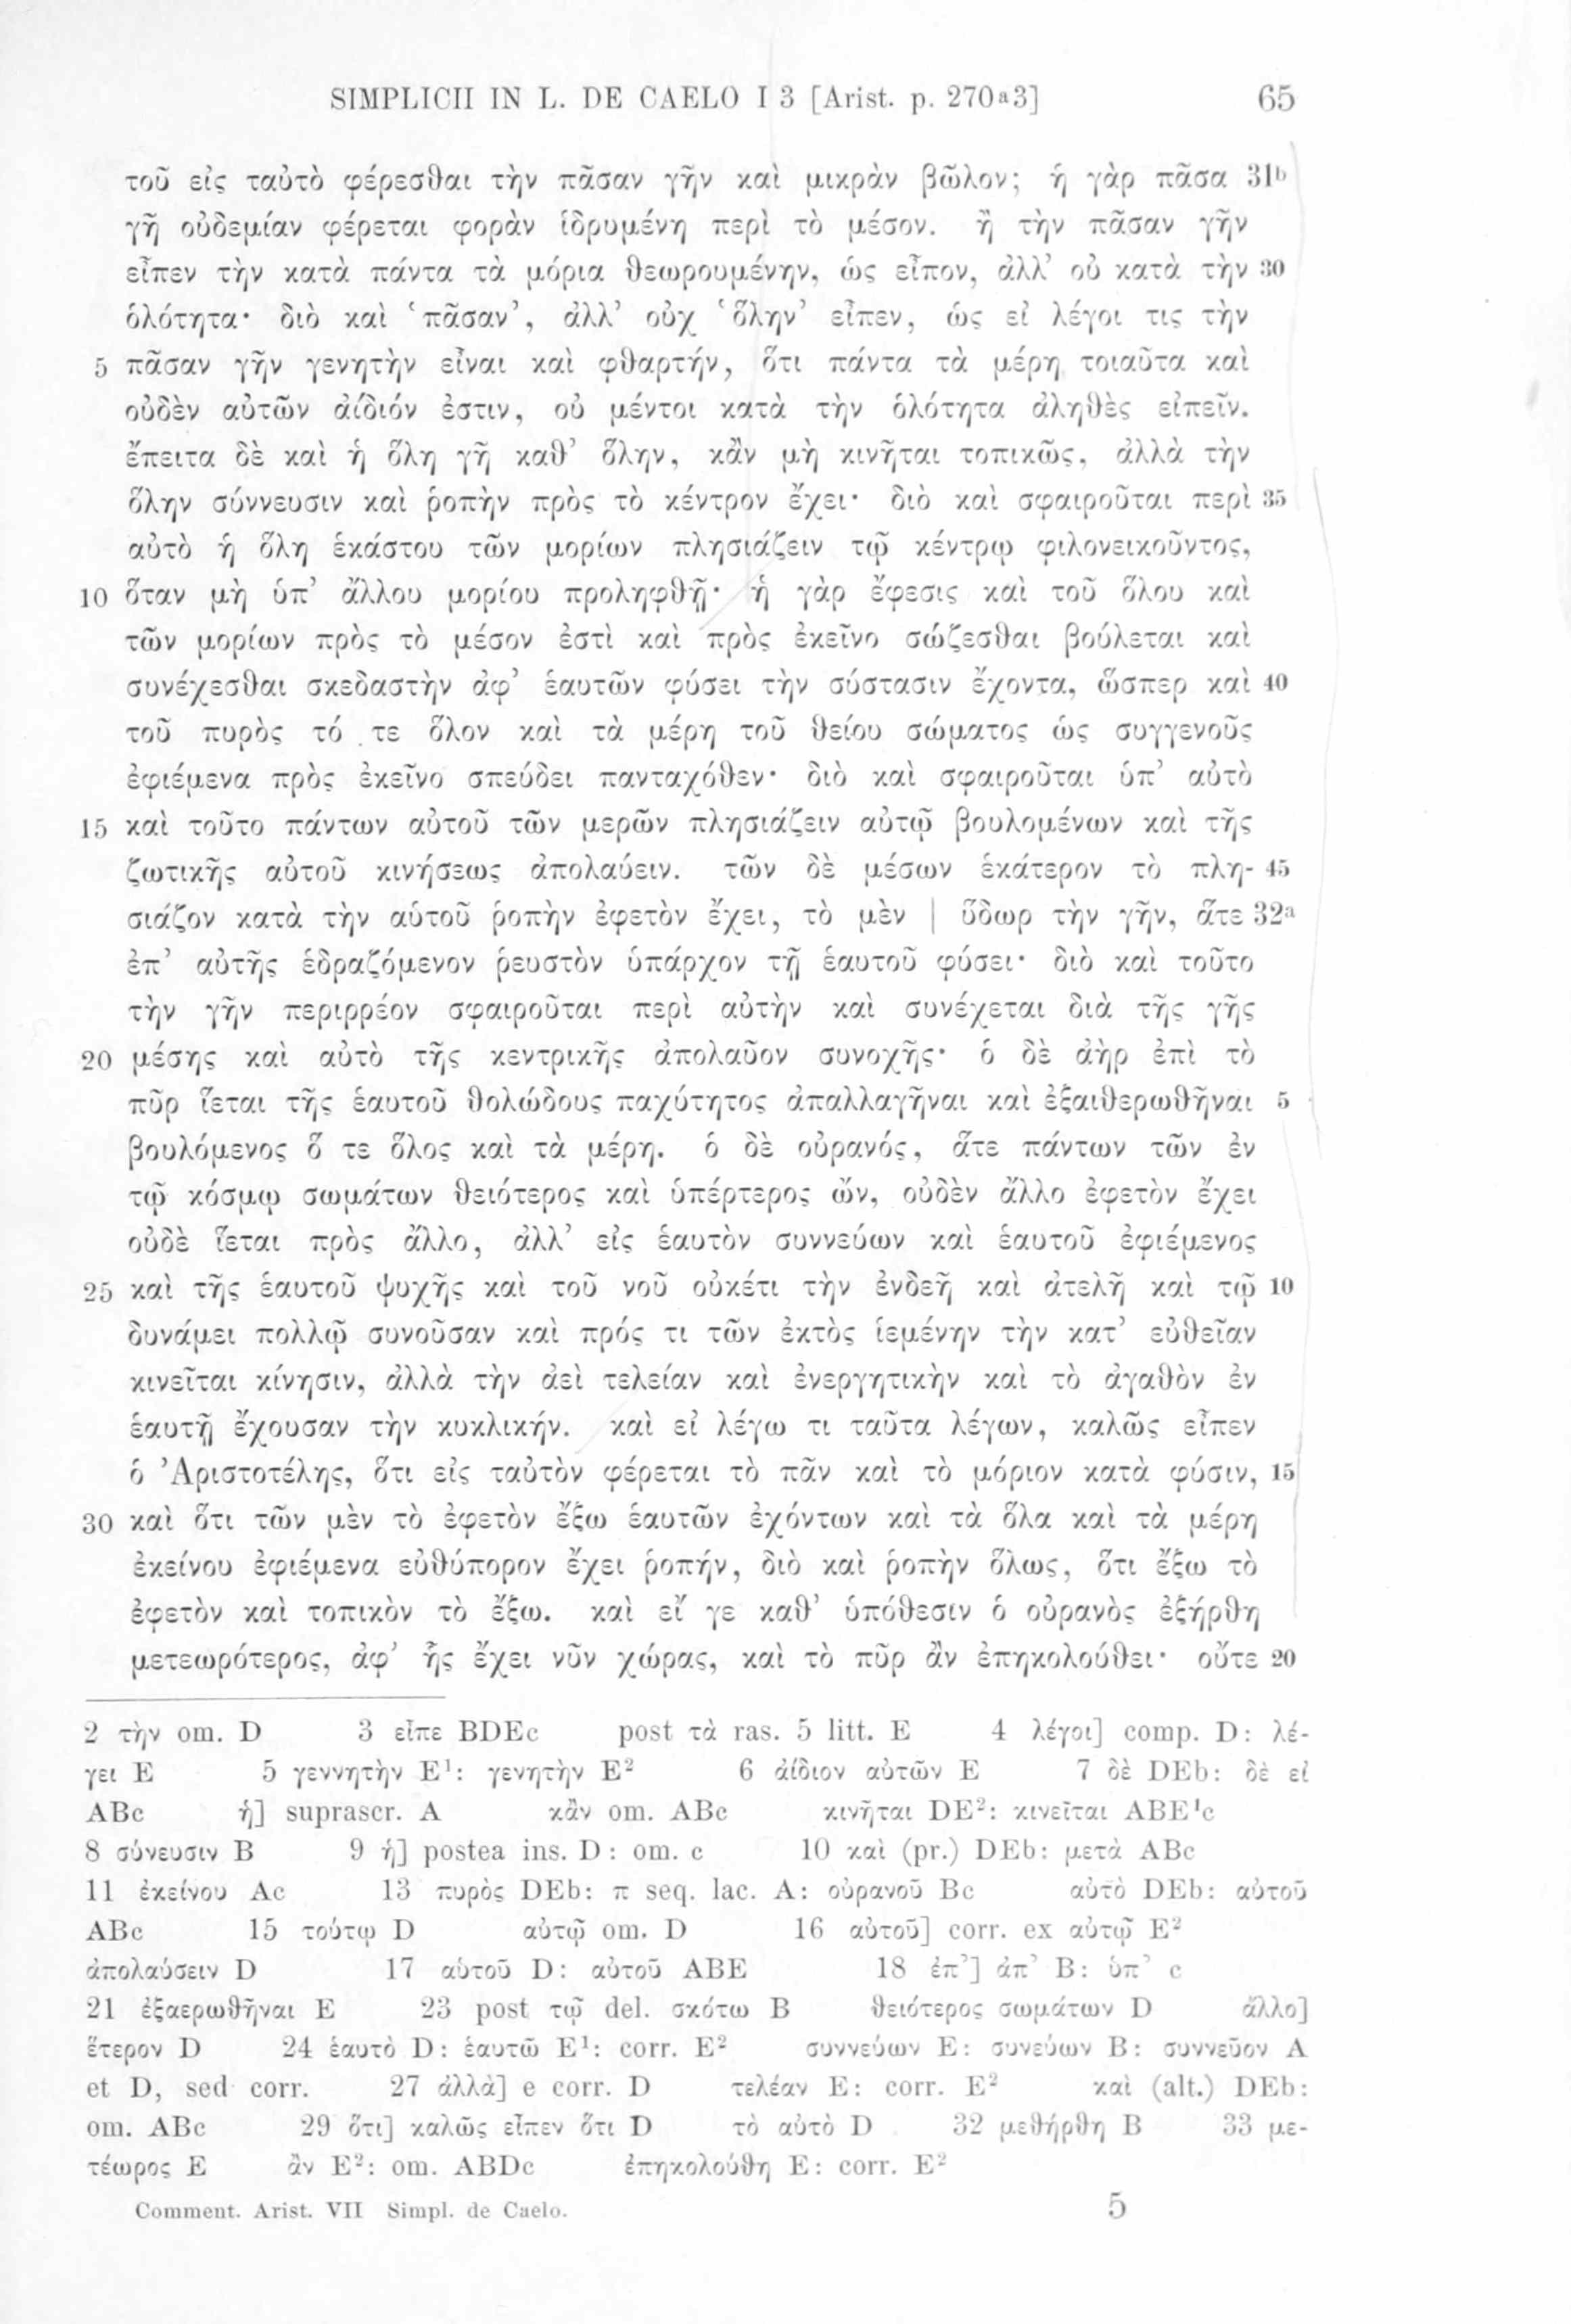 SIMPLICII IN L. DE CAELO I 3 [Arist. p. 270a3] 65
τοῦ εἰς ταὐτὸ φέρεσθαι τὴν πᾶσαν γῆν καὶ μικρὰν βῶλον; ἡ γὰρ πᾶσα 31b
γῆ οὐδεμίαν φέρεται φορὰν ἱδρυμένη περὶ τὸ μέσον. ἢ τὴν πᾶσαν γῆν
εἶπεν τὴν κατὰ πάντα τὰ μόρια θεωρουμένην, ὡς εἶπον, ἀλλ’ οὐ κατὰ τὴν 30
ὁλότητα· διὸ καὶ ‘πᾶσαν’, ἀλλ’ οὐχ ‘ὅλην’ εἶπεν, ὡς εἰ λέγοι τις τὴν
5 πᾶσαν γῆν γενητὴν εἶναι καὶ φθαρτήν, ὅτι πάντα τὰ μέρη τοιαῦτα καὶ
οὐδὲν αὐτῶν ἀίδιόν ἐστιν, οὐ μέντοι κατὰ τὴν ὁλότητα ἀληθὲς εἰπεῖν.
ἔπειτα δὲ καὶ ἡ ὅλη γῆ καθ’ ὅλην, κἂν μὴ κινῆται τοπικῶς, ἀλλὰ τὴν
ὅλην σύννευσιν καὶ ῥοπὴν πρὸς τὸ κέντρον ἔχει· διὸ καὶ σφαιροῦται περὶ 35
αὐτὸ ἡ ὅλη ἑκάστου τῶν μορίων πλησιάζειν τῷ κέντρῳ φιλονεικοῦντος,
10 ὅταν μὴ ὑπ’ ἄλλου μορίου προληφθῇ· ἡ γὰρ ἔφεσις καὶ τοῦ ὅλου καὶ
τῶν μορίων πρὸς τὸ μέσον ἐστὶ καὶ πρὸς ἐκεῖνο σώζεσθαι βούλεται καὶ
συνέχεσθαι σκεδαστὴν ἀφ’ ἑαυτῶν φύσει τὴν σύστασιν ἔχοντα, ὥσπερ καὶ 40
τοῦ πυρὸς τό τε ὅλον καὶ τὰ μέρη τοῦ θείου σώματος ὡς συγγενοῦς
ἐφιέμενα πρὸς ἐκεῖνο σπεύδει πανταχόθεν· διὸ καὶ σφαιροῦται ὑπ’ αὐτὸ
15 καὶ τοῦτο πάντων αὐτοῦ τῶν μερῶν πλησιάζειν αὐτῷ βουλομένων καὶ τῆς
ζωτικῆς αὐτοῦ κινήσεως ἀπολαύειν. τῶν δὲ μέσων ἑκάτερον τὸ πλη- 45
σιάζον κατὰ τὴν αὑτοῦ ῥοπὴν ἐφετὸν ἔχει, τὸ μὲν | ὕδωρ τὴν γῆν, ἅτε 32a
ἐπ’ αὐτῆς ἑδραζόμενον ῥευστὸν ὑπάρχον τῇ ἑαυτοῦ φύσει· διὸ καὶ τοῦτο
τὴν γῆν περιρρέον σφαιροῦται περὶ αὐτὴν καὶ συνέχεται διὰ τῆς γῆς
20 μέσης καὶ αὐτὸ τῆς κεντρικῆς ἀπολαῦον συνοχῆς· ὁ δὲ ἀὴρ ἐπὶ τὸ
πῦρ ἵεται τῆς ἑαυτοῦ θολώδους παχύτητος ἀπαλλαγῆναι καὶ ἐξαιθερωθῆναι 5
βουλόμενος ὅ τε ὅλος καὶ τὰ μέρη. ὁ δὲ οὐρανός, ἅτε πάντων τῶν ἐν
τῷ κόσμῳ σωμάτων θειότερος καὶ ὑπέρτερος ὤν, οὐδὲν ἄλλο ἐφετὸν ἔχει
οὐδὲ ἵεται πρὸς ἄλλο, ἀλλ’ εἰς ἑαυτὸν συννεύων καὶ ἑαυτοῦ ἐφιέμενος
25 καὶ τῆς ἑαυτοῦ ψυχῆς καὶ τοῦ νοῦ οὐκέτι τὴν ἐνδεῆ καὶ ἀτελῆ καὶ τῷ 10
δυνάμει πολλῷ συνοῦσαν καὶ πρός τι τῶν ἐκτὸς ἱεμένην τὴν κατ’ εὐθεῖαν
κινεῖται κίνησιν, ἀλλὰ τὴν ἀεὶ τελείαν καὶ ἐνεργητικὴν καὶ τὸ ἀγαθὸν ἐν
ἑαυτῇ ἔχουσαν τὴν κυκλικήν. καὶ εἰ λέγω τι ταῦτα λέγων, καλῶς εἶπεν
ὁ Ἀριστοτέλης, ὅτι εἰς ταὐτὸν φέρεται τὸ πᾶν καὶ τὸ μόριον κατὰ φύσιν, 15
30 καὶ ὅτι τῶν μὲν τὸ ἐφετὸν ἔξω ἑαυτῶν ἐχόντων καὶ τὰ ὅλα καὶ τὰ μέρη
ἐκείνου ἐφιέμενα εὐθύπορον ἔχει ῥοπήν, διὸ καὶ ῥοπὴν ὅλως, ὅτι ἔξω τὸ
ἐφετὸν καὶ τοπικὸν τὸ ἔξω. καὶ εἴ γε καθ’ ὑπόθεσιν ὁ οὐρανὸς ἐξήρθη
μετεωρότερος, ἀφ’ ἧς ἔχει νῦν χώρας, καὶ τὸ πῦρ ἂν ἐπηκολούθει· οὔτε 20
2 τὴν om. D 3 εἶπε BDEc post τὰ ras. 5 litt. E 4 λέγοι] comp. D: λέ-
γει E 5 γεννητὴν E¹: γενητὴν E² 6 ἀίδιον αὐτῶν E 7 δὲ DEb: δὲ εἰ
ABc ἡ] suprascr. A κἂν om. ABc κινῆται DE²: κινεῖται ABE¹c
8 σύνευσιν B 9 ἡ] postea ins. D: om. c 10 καὶ (pr.) DEb: μετὰ ABc
11 ἐκείνου Ac 13 πυρὸς DEb: π seq. lac. A: οὐρανοῦ Bc αὐτὸ DEb: αὐτοῦ
ABc 15 τούτῳ D αὐτῷ om. D 16 αὐτοῦ] corr. ex αὐτῷ E²
ἀπολαύσειν D 17 αὑτοῦ D: αὐτοῦ ABE 18 ἐπ’] ἀπ’ B: ὑπ’ c
21 ἐξαερωθῆναι E 23 post τῷ del. σκότω B θειότερος σωμάτων D ἄλλο]
ἕτερον D 24 ἑαυτὸ D: ἑαυτῶ E¹: corr. E² συννεύων E: συνεύων B: συννεῦον A
et D, sed corr. 27 ἀλλὰ] e corr. D τελέαν E: corr. E² καὶ (alt.) DEb:
om. ABc 29 ὅτι] καλῶς εἶπεν ὅτι D τὸ αὐτὸ D 32 μεθήρθη B 33 με-
τέωρος E ἂν E²: om. ABDc ἐπηκολούθη E: corr. E²
Comment. Arist. VII Simpl. de Caelo. 5